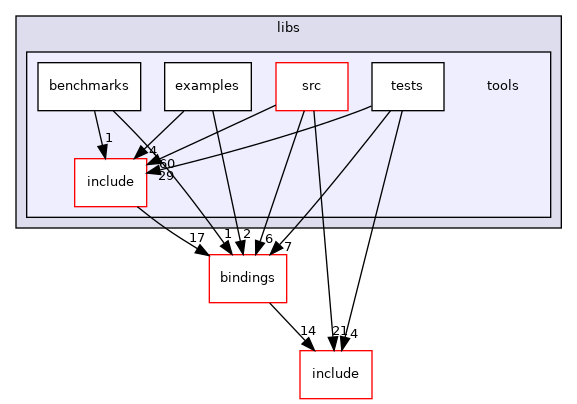 libs
benchmarks
examples
src
tests
tools
1
4
60
29
include
17
1
2
6
7
bindings
14
21
4
include